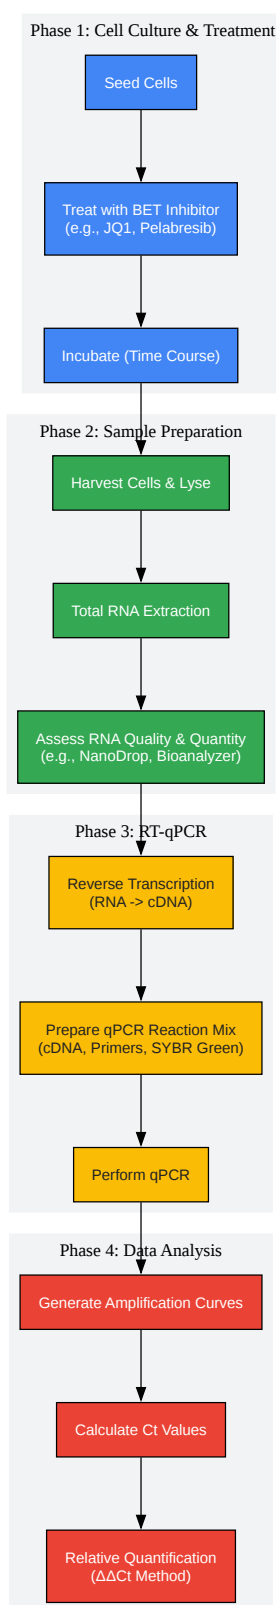 Phase 1: Cell Culture & Treatment
Seed Cells
Treat with BET Inhibitor
(e.g., JQ1, Pelabresib)
Incubate (Time Course)
Phase 2: Sample Preparation
Harvest Cells & Lyse
Total RNA Extraction
Assess RNA Quality & Quantity
(e.g., NanoDrop, Bioanalyzer)
Phase 3: RT-qPCR
Reverse Transcription
(RNA -> cDNA)
Prepare qPCR Reaction Mix
(cDNA, Primers, SYBR Green)
Perform qPCR
Phase 4: Data Analysis
Generate Amplification Curves
Calculate Ct Values
Relative Quantification
(ΔΔCt Method)